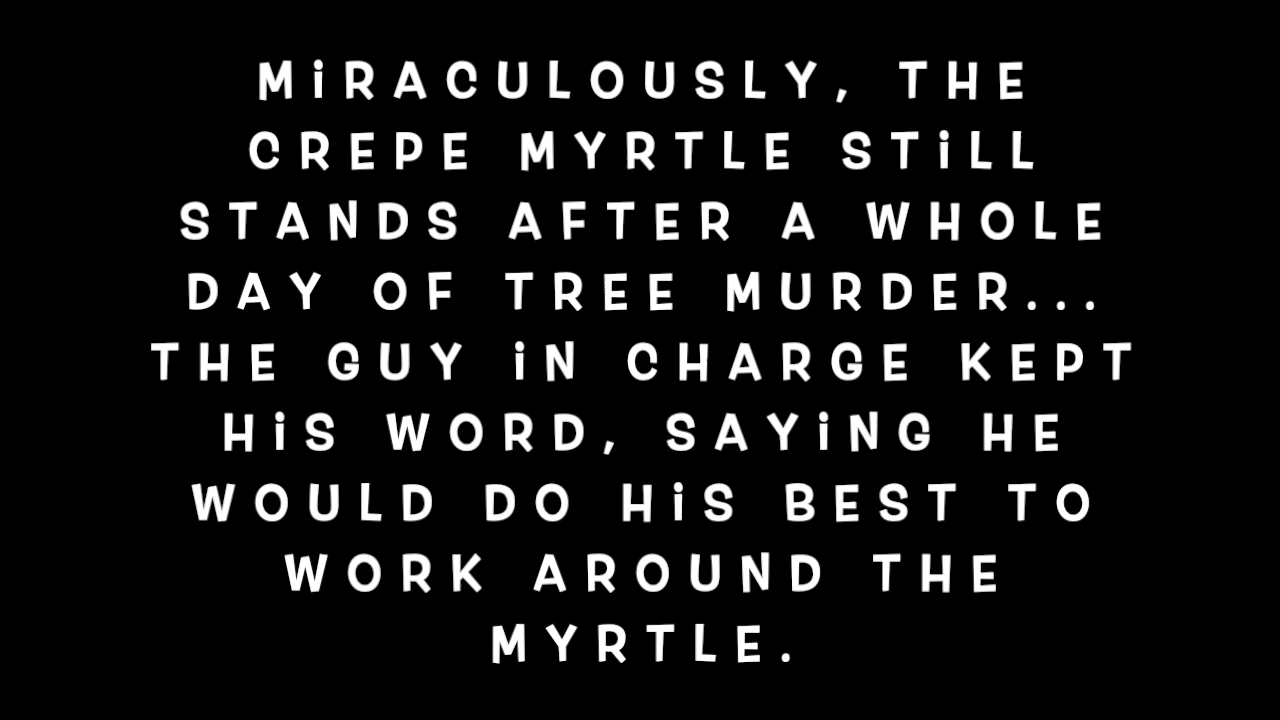 MiRACULOUSLY, THE
CREPE MYRTLE STiLL
STANDS AFTER A WHOLE
DAY OF TREE MURDER...
THE GUY iN CHARGE KEPT
HiS WORD, SAYiNG HE
WOULD DO HiS BEST TO
WORK AROUND THE
MYRTLE.